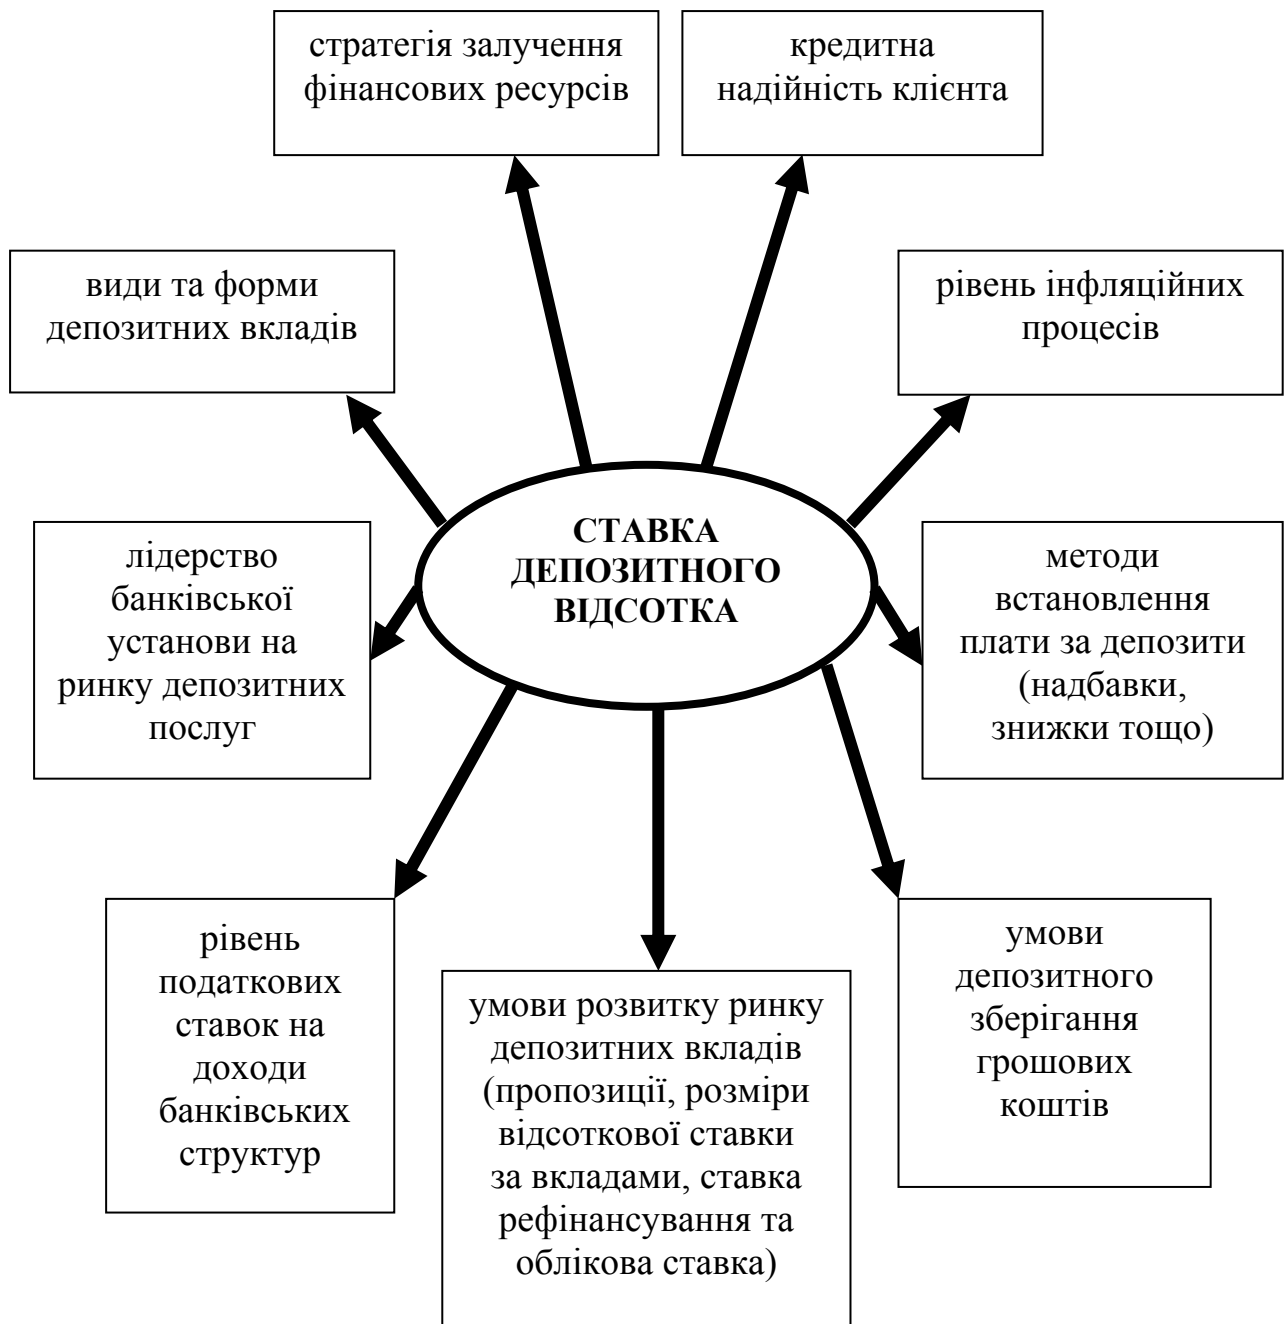 стратегія залучення
фінансових ресурсів
кредитна
надійність клієнта
види та форми
депозитних вкладів
рівень інфляційних
процесів
СТАВКА
ДЕПОЗИТНОГО
ВІДСОТКА
лідерство
банківської
установи на
ринку депозитних
послуг
методи
встановлення
плати за депозити
(надбавки,
знижки тощо)
рівень
податкових
ставок на
доходи
банківських
структур
умови розвитку ринку
депозитних вкладів
(пропозиції, розміри
відсоткової ставки
за вкладами, ставка
рефінансування та
облікова ставка)
умови
депозитного
зберігання
грошових
коштів